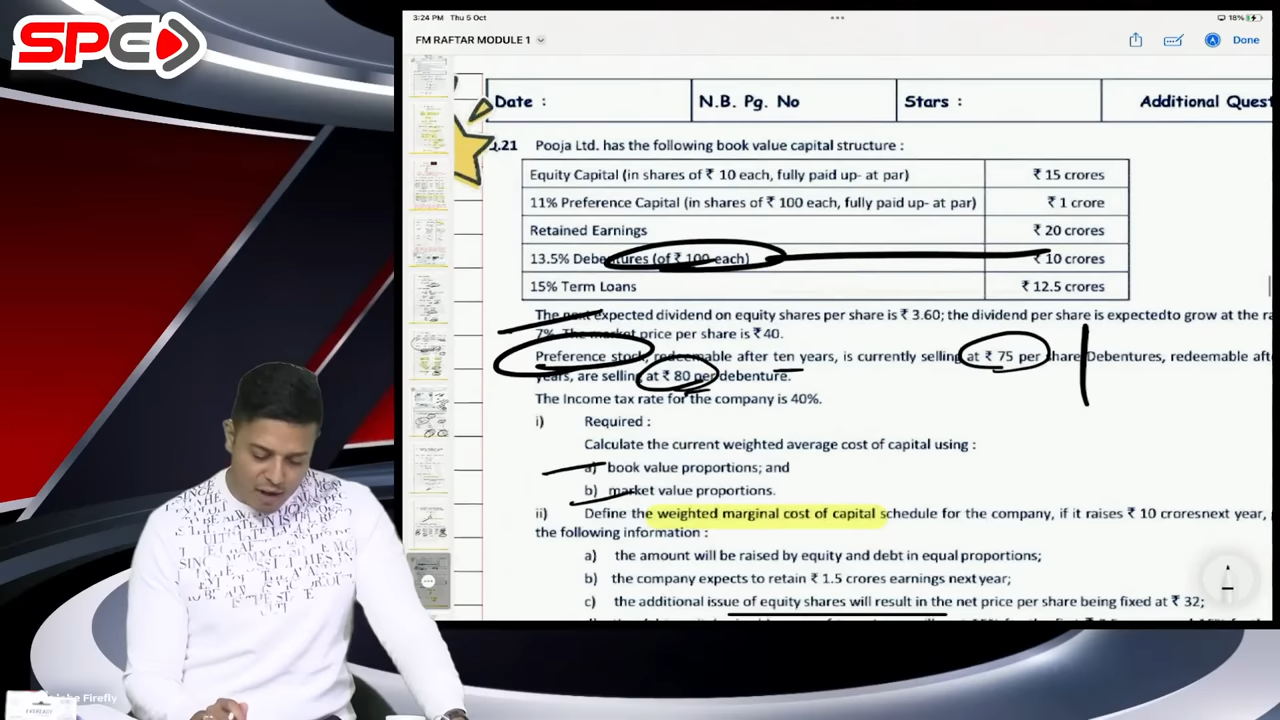 SPED
3:24 PM Thu 5 Oct
18%
FM RAFTAR MODULE 1
Done
Date : N.B. Pg. No Stars : Additional Quest
Q.21 Pooja Ltd. has the following book value capital structure :
Equity Capital (in shares of ₹ 10 each, fully paid up- at par) ₹ 15 crores
11% Preference Capital (in shares of ₹ 100 each, fully paid up- at par) ₹ 1 crore
Retained Earnings ₹ 20 crores
13.5% Debentures (of ₹ 100 each) ₹ 10 crores
15% Term Loans ₹ 12.5 crores
The next expected dividend on equity shares per share is ₹ 3.60; the dividend per share is expectedto grow at the ra
7%. The market price per share is ₹40.
Preference stock, redeemable after ten years, is currently selling at ₹ 75 per share Debentures, redeemable afte
years, are selling at ₹ 80 per debenture.
The Income tax rate for the company is 40%.
i) Required :
Calculate the current weighted average cost of capital using :
a) book value proportions; and
b) market value proportions.
ii) Define the weighted marginal cost of capital schedule for the company, if it raises ₹ 10 croresnext year,
the following information :
a) the amount will be raised by equity and debt in equal proportions;
b) the company expects to retain ₹ 1.5 crores earnings next year;
c) the additional issue of equity shares will result in the net price per share being fixed at ₹ 32;
Firefly